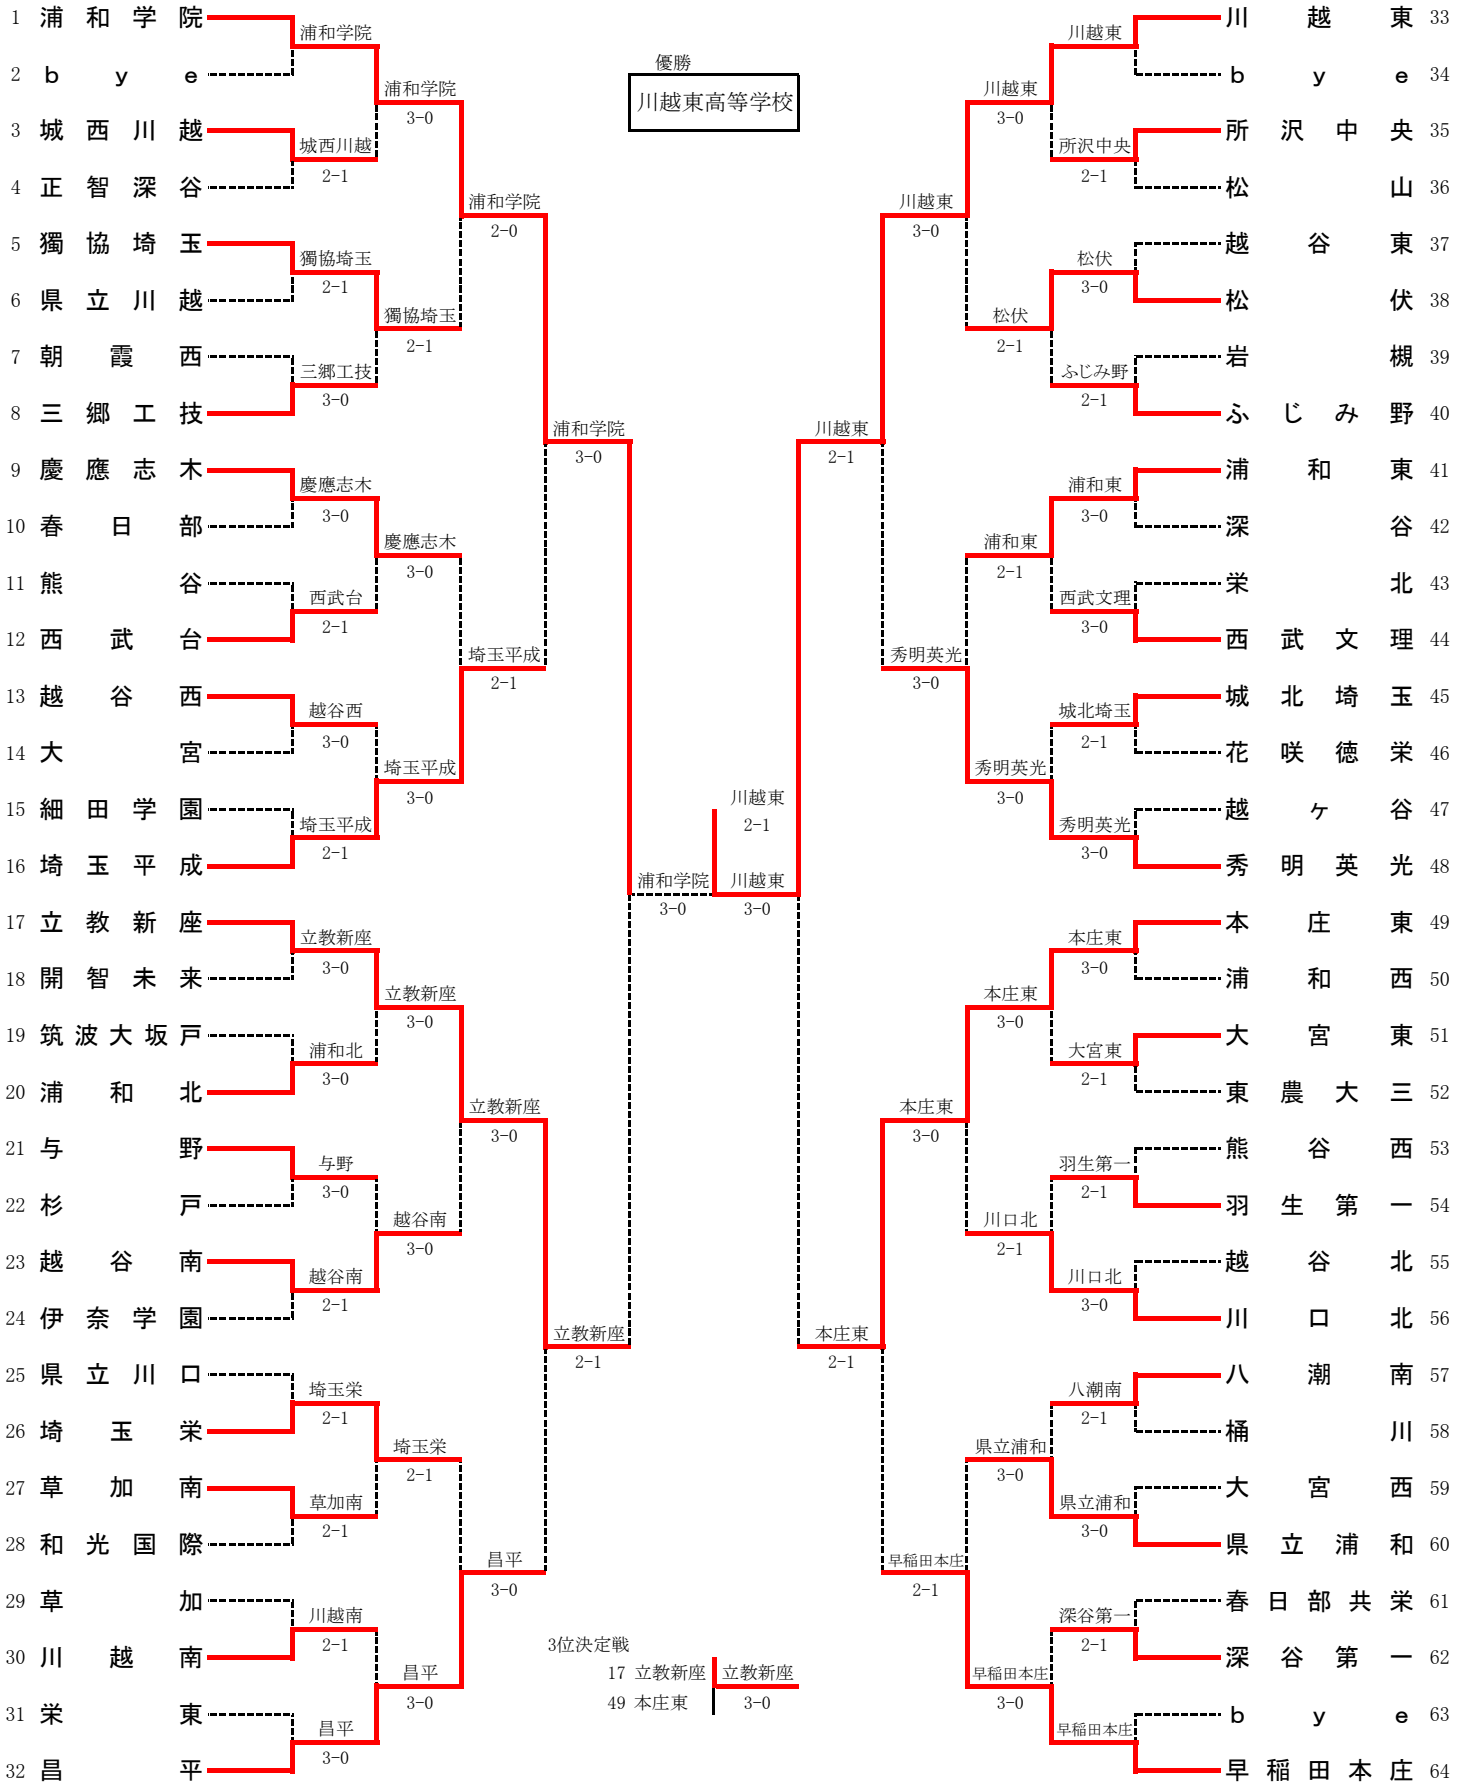 優勝
川越東高等学校
1 浦和学院
2 bye
3 城西川越
4 正智深谷
5 獨協埼玉
6 県立川越
7 朝霞西
8 三郷工技
9 慶應志木
10 春日部
11 熊谷
12 西武台
13 越谷西
14 大宮
15 細田学園
16 埼玉平成
17 立教新座
18 開智未来
19 筑波大坂戸
20 浦和北
21 与野
22 杉戸
23 越谷南
24 伊奈学園
25 県立川口
26 埼玉栄
27 草加南
28 和光国際
29 草加
30 川越南
31 栄東
32 昌平
浦和学院
城西川越
2-1
獨協埼玉
2-1
三郷工技
3-0
慶應志木
3-0
西武台
2-1
越谷西
3-0
埼玉平成
2-1
立教新座
3-0
浦和北
3-0
与野
3-0
越谷南
2-1
埼玉栄
2-1
草加南
2-1
川越南
2-1
昌平
3-0
浦和学院
3-0
獨協埼玉
2-1
慶應志木
3-0
埼玉平成
3-0
立教新座
3-0
越谷南
3-0
埼玉栄
2-1
昌平
3-0
浦和学院
2-0
埼玉平成
2-1
立教新座
3-0
昌平
3-0
浦和学院
3-0
立教新座
2-1
浦和学院
3-0
川越東
2-1
川越東
3-0
川越東
2-1
本庄東
2-1
川越東
3-0
秀明英光
3-0
本庄東
3-0
早稲田本庄
2-1
川越東
3-0
松伏
2-1
浦和東
2-1
秀明英光
3-0
本庄東
3-0
川口北
2-1
県立浦和
3-0
早稲田本庄
3-0
川越東
所沢中央
2-1
松伏
3-0
ふじみ野
2-1
浦和東
3-0
西武文理
3-0
城北埼玉
2-1
秀明英光
3-0
本庄東
3-0
大宮東
2-1
羽生第一
2-1
川口北
3-0
八潮南
2-1
県立浦和
3-0
深谷第一
2-1
早稲田本庄
川越東 33
bye 34
所沢中央 35
松山 36
越谷東 37
松伏 38
岩槻 39
ふじみ野 40
浦和東 41
深谷 42
栄北 43
西武文理 44
城北埼玉 45
花咲徳栄 46
越ヶ谷 47
秀明英光 48
本庄東 49
浦和西 50
大宮東 51
東農大三 52
熊谷西 53
羽生第一 54
越谷北 55
川口北 56
八潮南 57
桶川 58
大宮西 59
県立浦和 60
春日部共栄 61
深谷第一 62
bye 63
早稲田本庄 64
3位決定戦
17 立教新座
49 本庄東
立教新座
3-0